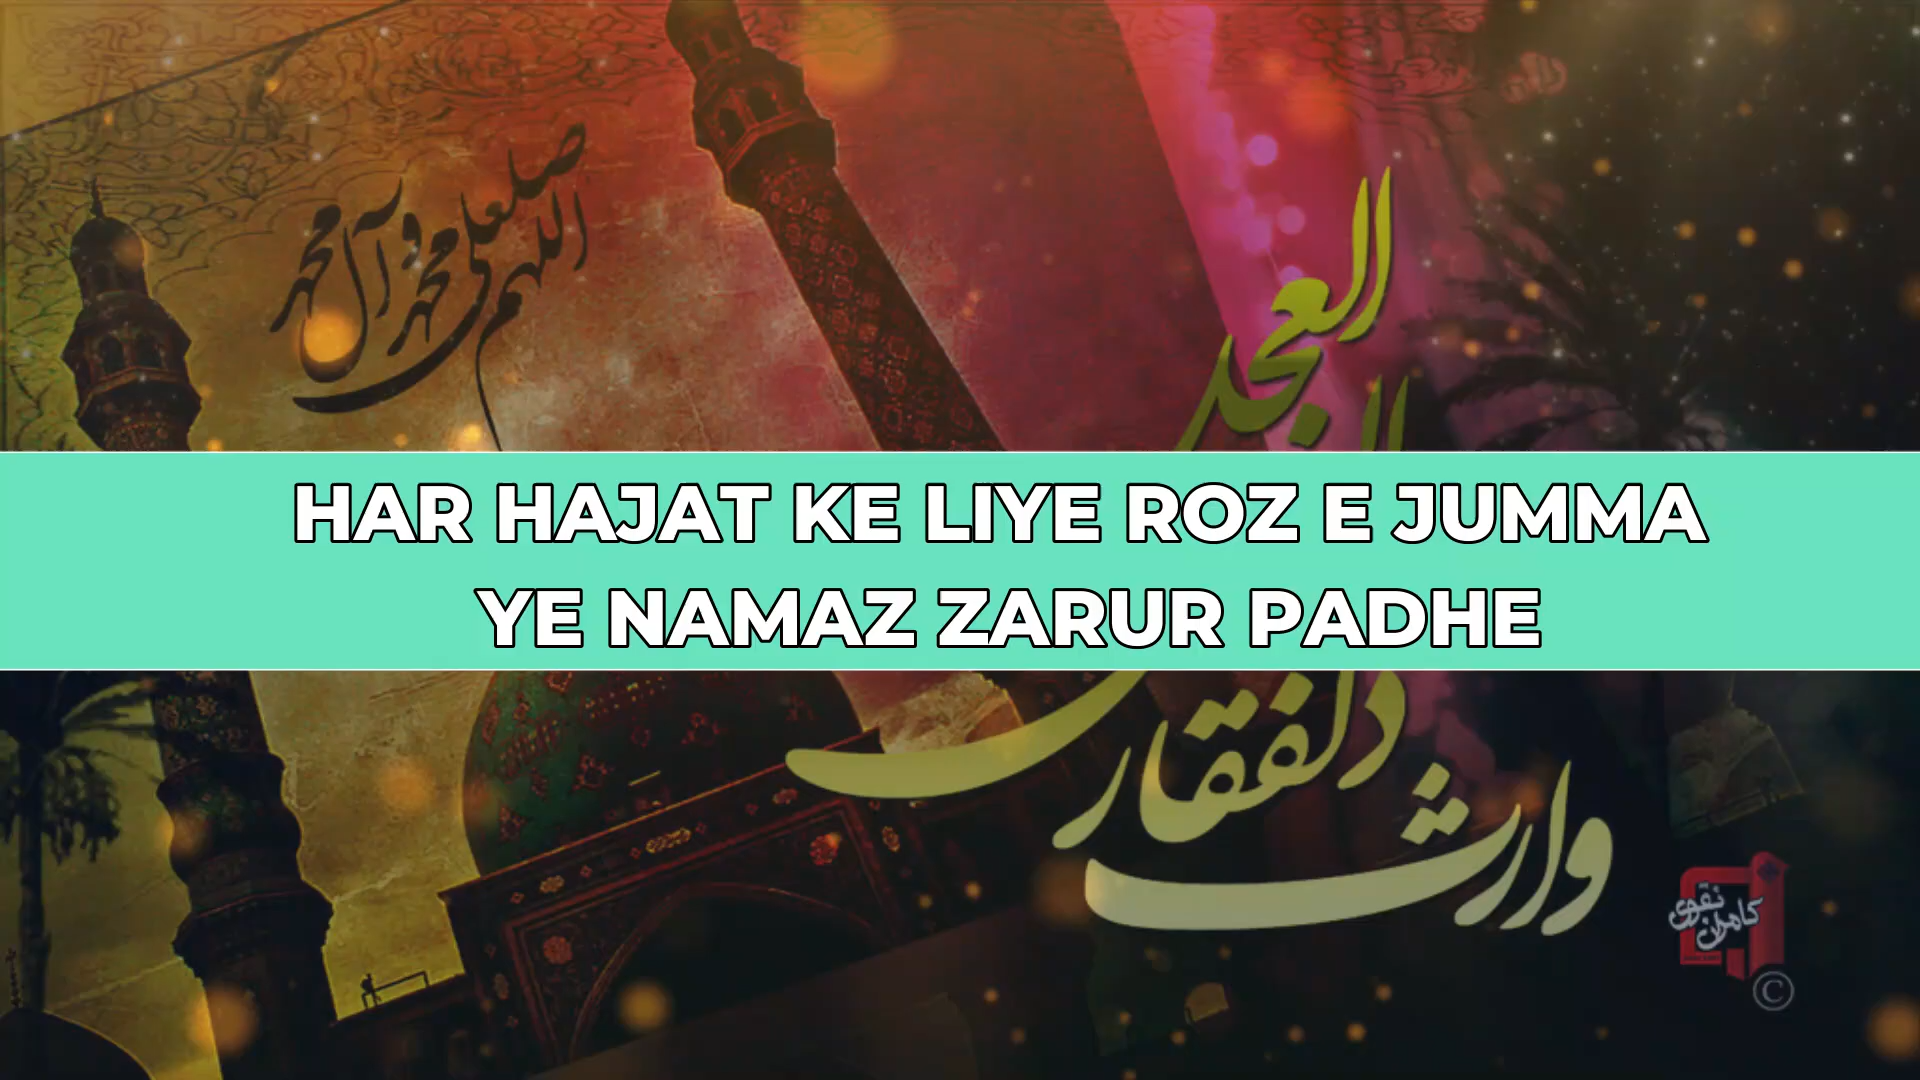 اللهم صل علی محمد و آل محمد
العجل
HAR HAJAT KE LIYE ROZ E JUMMA
YE NAMAZ ZARUR PADHE
وارث ذلفقار
کامران نقوی
©